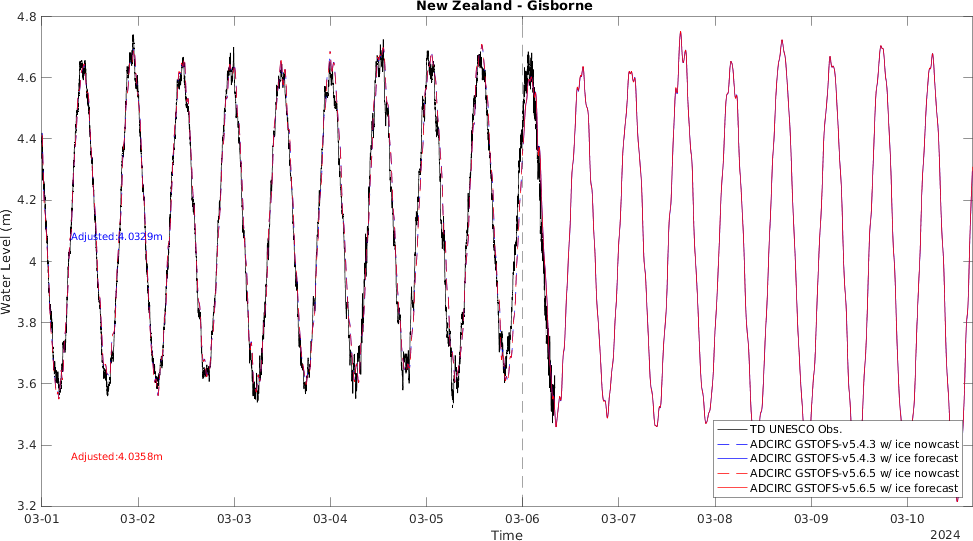 New Zealand - Gisborne
4.8
4.6
4.4
4.2
4
3.8
3.6
3.4
3.2
Water Level (m)
Adjusted:4.0329m
Adjusted:4.0358m
TD UNESCO Obs.
ADCIRC GSTOFS-v5.4.3 w/ ice nowcast
ADCIRC GSTOFS-v5.4.3 w/ ice forecast
ADCIRC GSTOFS-v5.6.5 w/ ice nowcast
ADCIRC GSTOFS-v5.6.5 w/ ice forecast
03-01 03-02 03-03 03-04 03-05 03-06 03-07 03-08 03-09 03-10
Time
2024